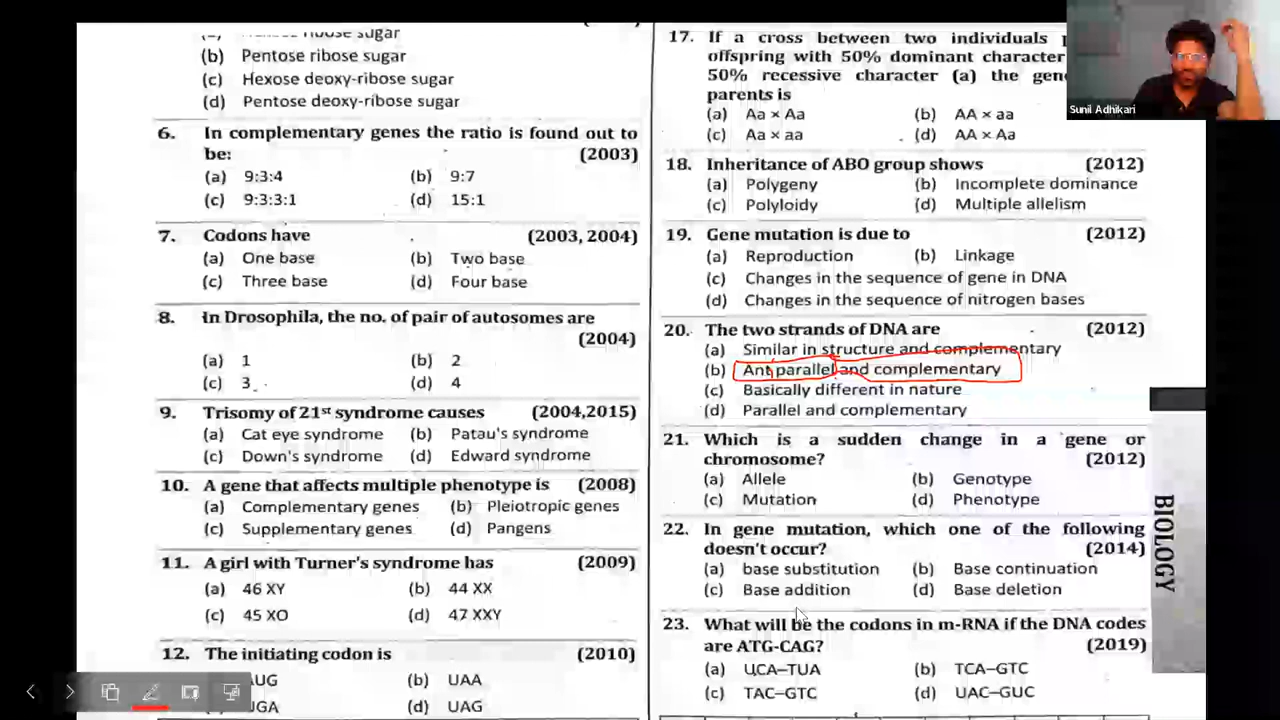 (b) Pentose ribose sugar
(c) Hexose deoxy-ribose sugar
(d) Pentose deoxy-ribose sugar
6. In complementary genes the ratio is found out to
be: (2003)
(a) 9:3:4 (b) 9:7
(c) 9:3:3:1 (d) 15:1
7. Codons have (2003, 2004)
(a) One base (b) Two base
(c) Three base (d) Four base
8. In Drosophila, the no. of pair of autosomes are
(2004)
(a) 1 (b) 2
(c) 3 (d) 4
9. Trisomy of 21st syndrome causes (2004,2015)
(a) Cat eye syndrome (b) Patau's syndrome
(c) Down's syndrome (d) Edward syndrome
10. A gene that affects multiple phenotype is (2008)
(a) Complementary genes (b) Pleiotropic genes
(c) Supplementary genes (d) Pangens
11. A girl with Turner's syndrome has (2009)
(a) 46 XY (b) 44 XX
(c) 45 XO (d) 47 XXY
12. The initiating codon is (2010)
AUG (b) UAA
(d) UAG
17. If a cross between two individuals
offspring with 50% dominant character
50% recessive character (a) the
parents is
(a) Aa × Aa (b) AA × aa
(c) Aa × aa (d) AA × Aa
18. Inheritance of ABO group shows (2012)
(a) Polygeny (b) Incomplete dominance
(c) Polyloidy (d) Multiple allelism
19. Gene mutation is due to (2012)
(a) Reproduction (b) Linkage
(c) Changes in the sequence of gene in DNA
(d) Changes in the sequence of nitrogen bases
20. The two strands of DNA are (2012)
(a) Similar in structure and complementary
(b) Anti parallel and complementary
(c) Basically different in nature
(d) Parallel and complementary
21. Which is a sudden change in a gene or
chromosome? (2012)
(a) Allele (b) Genotype
(c) Mutation (d) Phenotype
22. In gene mutation, which one of the following
doesn't occur? (2014)
(a) base substitution (b) Base continuation
(c) Base addition (d) Base deletion
23. What will be the codons in m-RNA if the DNA codes
are ATG-CAG? (2019)
(a) UCA–TUA (b) TCA–GTC
(c) TAC–GTC (d) UAC–GUC
BIOLOGY
Sunil Adhikari